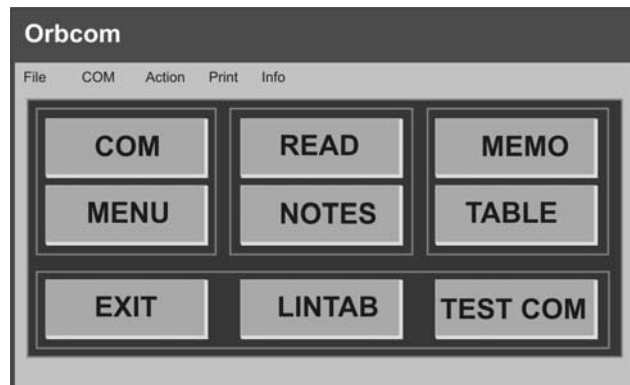 Orbcom
File COM Action Print Info
COM READ MEMO
MENU NOTES TABLE
EXIT LINTAB TEST COM